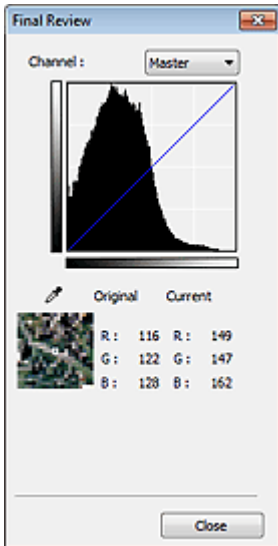 Final Review
Channel : Master
Original Current
R : 116 R : 149
G : 122 G : 147
B : 128 B : 162
Close